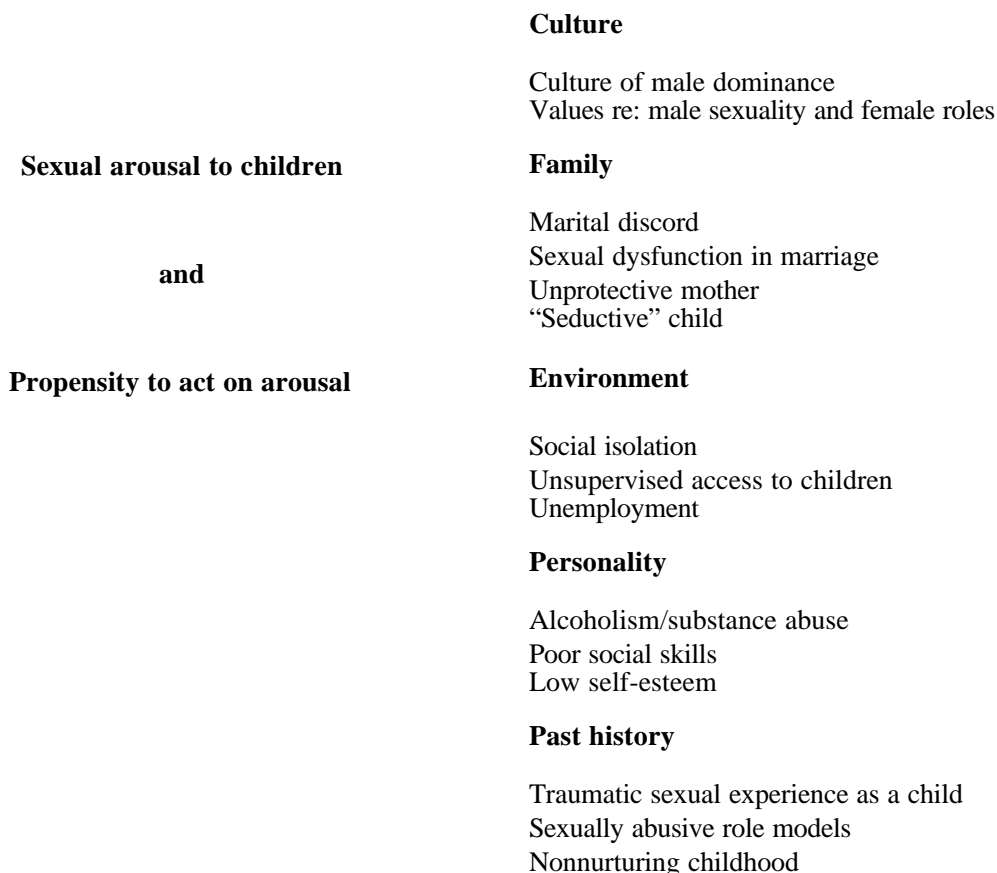 Culture
Culture of male dominance
Values re: male sexuality and female roles
Sexual arousal to children
Family
Marital discord
Sexual dysfunction in marriage
and
Unprotective mother
“Seductive” child
Propensity to act on arousal
Environment
Social isolation
Unsupervised access to children
Unemployment
Personality
Alcoholism/substance abuse
Poor social skills
Low self-esteem
Past history
Traumatic sexual experience as a child
Sexually abusive role models
Nonnurturing childhood